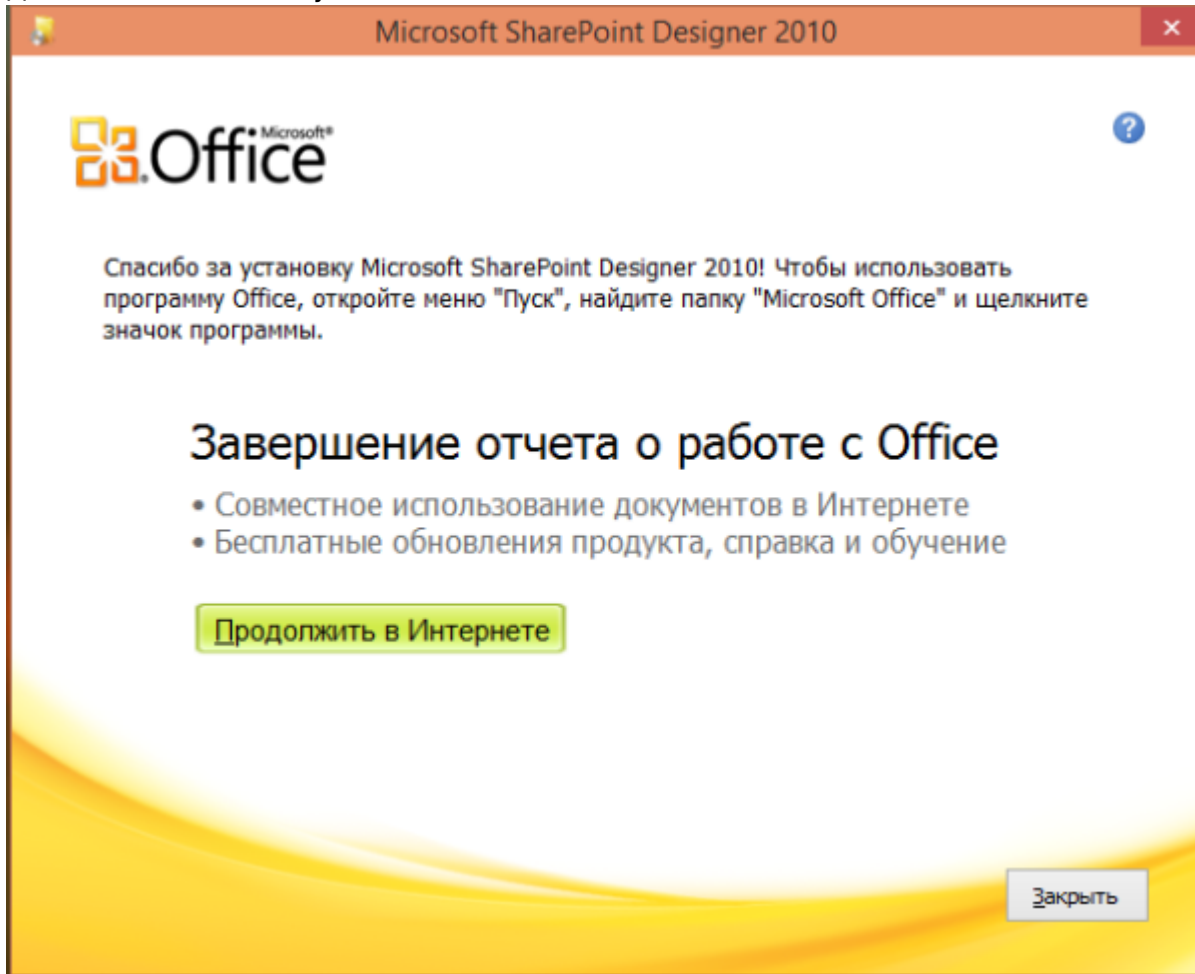 Microsoft SharePoint Designer 2010
Microsoft®
Office
Спасибо за установку Microsoft SharePoint Designer 2010! Чтобы использовать
программу Office, откройте меню "Пуск", найдите папку "Microsoft Office" и щелкните
значок программы.
Завершение отчета о работе с Office
• Совместное использование документов в Интернете
• Бесплатные обновления продукта, справка и обучение
Продолжить в Интернете
Закрыть